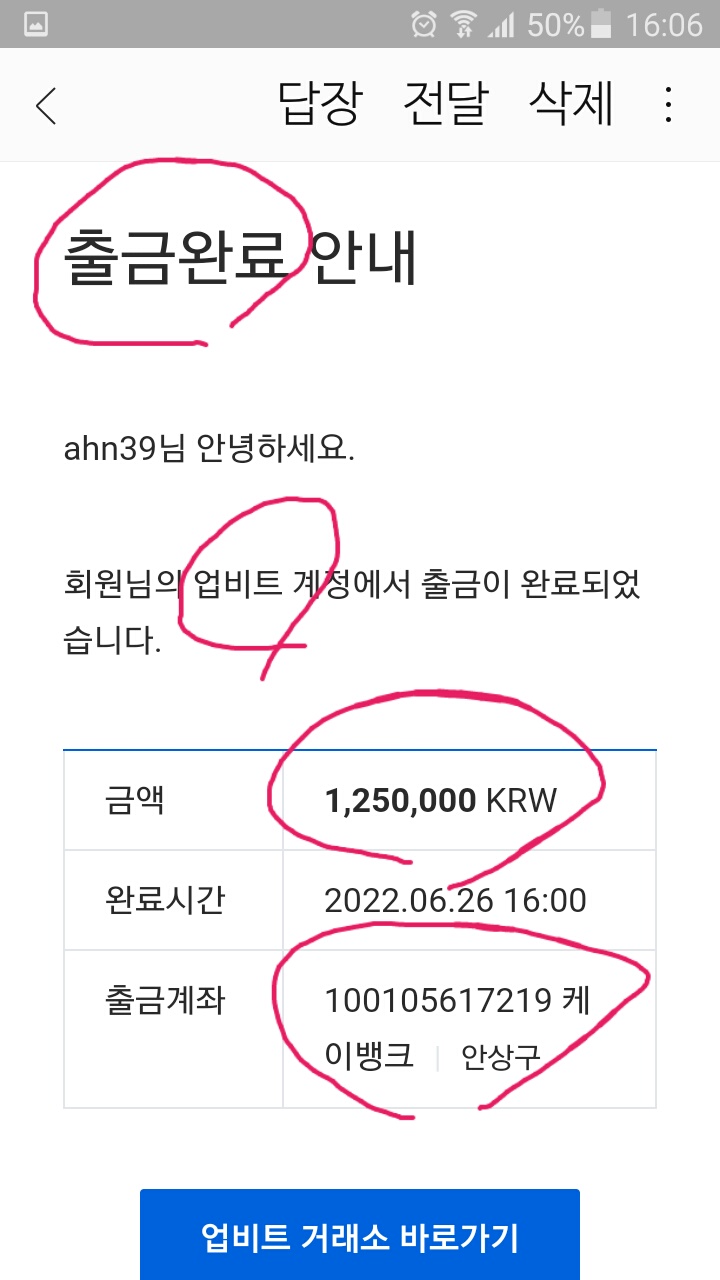 50% 16:06
답장 전달 삭제
출금완료 안내
ahn39님 안녕하세요.
회원님의 업비트 계정에서 출금이 완료되었
습니다.
금액 1,250,000 KRW
완료시간 2022.06.26 16:00
출금계좌 100105617219 케
이뱅크 | 안상구
업비트 거래소 바로가기